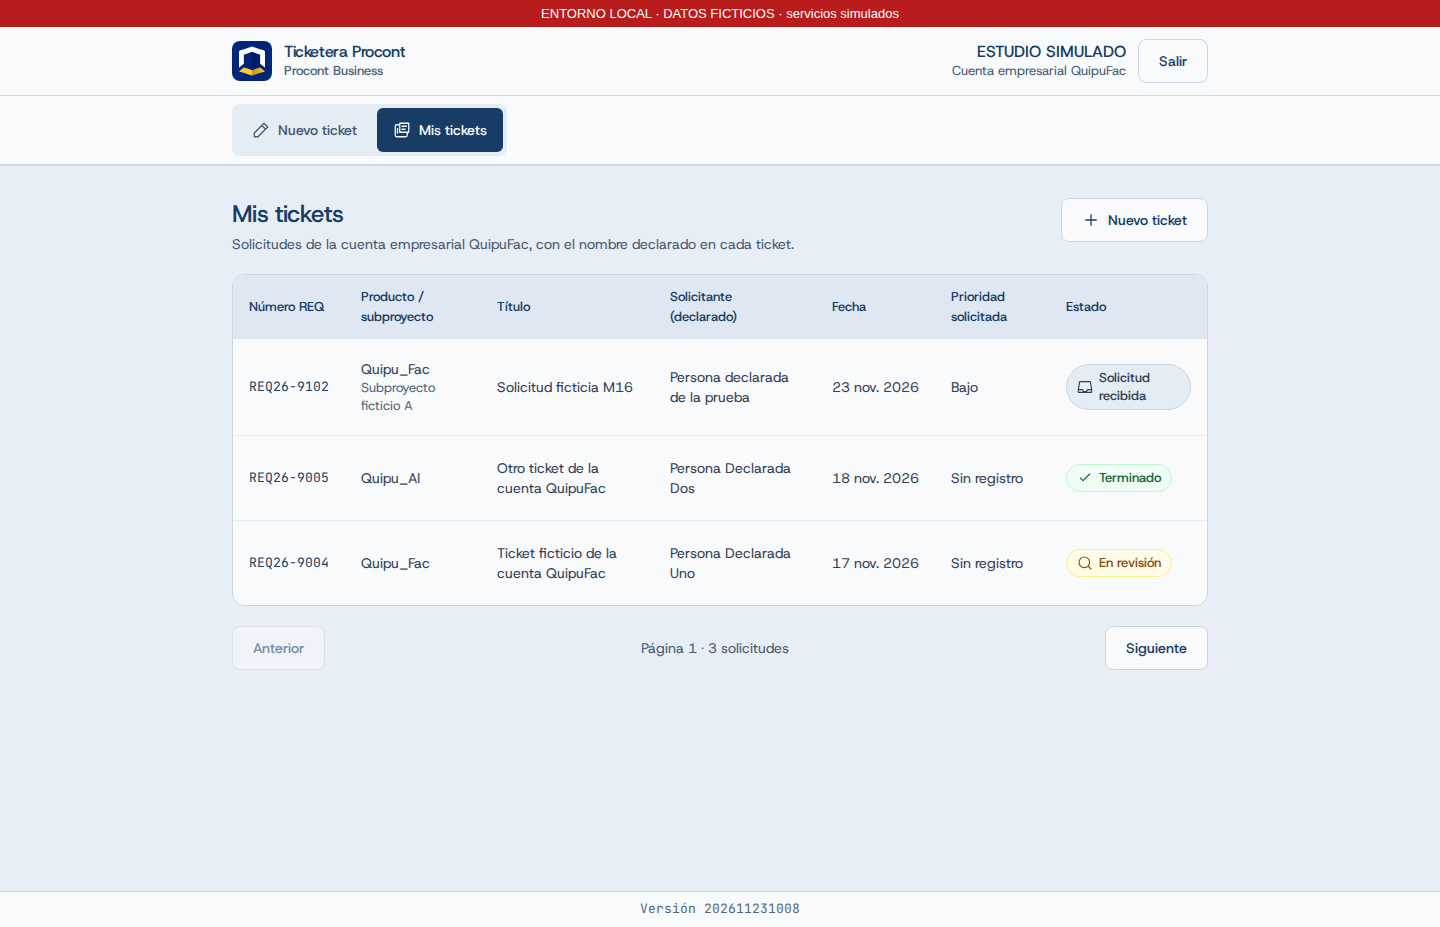 ENTORNO LOCAL · DATOS FICTICIOS · servicios simulados
Ticketera Procont
Procont Business
ESTUDIO SIMULADO
Cuenta empresarial QuipuFac
Salir
Nuevo ticket
Mis tickets
Mis tickets
Solicitudes de la cuenta empresarial QuipuFac, con el nombre declarado en cada ticket.
Nuevo ticket
Número REQ
Producto /
subproyecto
Título
Solicitante
(declarado)
Fecha
Prioridad
solicitada
Estado
REQ26-9102
Quipu_Fac
Subproyecto
ficticio A
Solicitud ficticia M16
Persona declarada
de la prueba
23 nov. 2026
Bajo
Solicitud
recibida
REQ26-9005
Quipu_AI
Otro ticket de la
cuenta QuipuFac
Persona Declarada
Dos
18 nov. 2026
Sin registro
Terminado
REQ26-9004
Quipu_Fac
Ticket ficticio de la
cuenta QuipuFac
Persona Declarada
Uno
17 nov. 2026
Sin registro
En revisión
Anterior
Página 1 · 3 solicitudes
Siguiente
Versión 202611231008